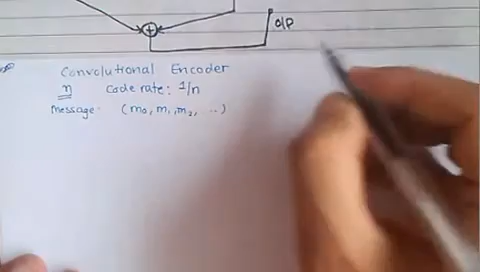 O/P
Convolutional Encoder
n Code rate: 1/n
Message: (m0, m1, m2, ...)